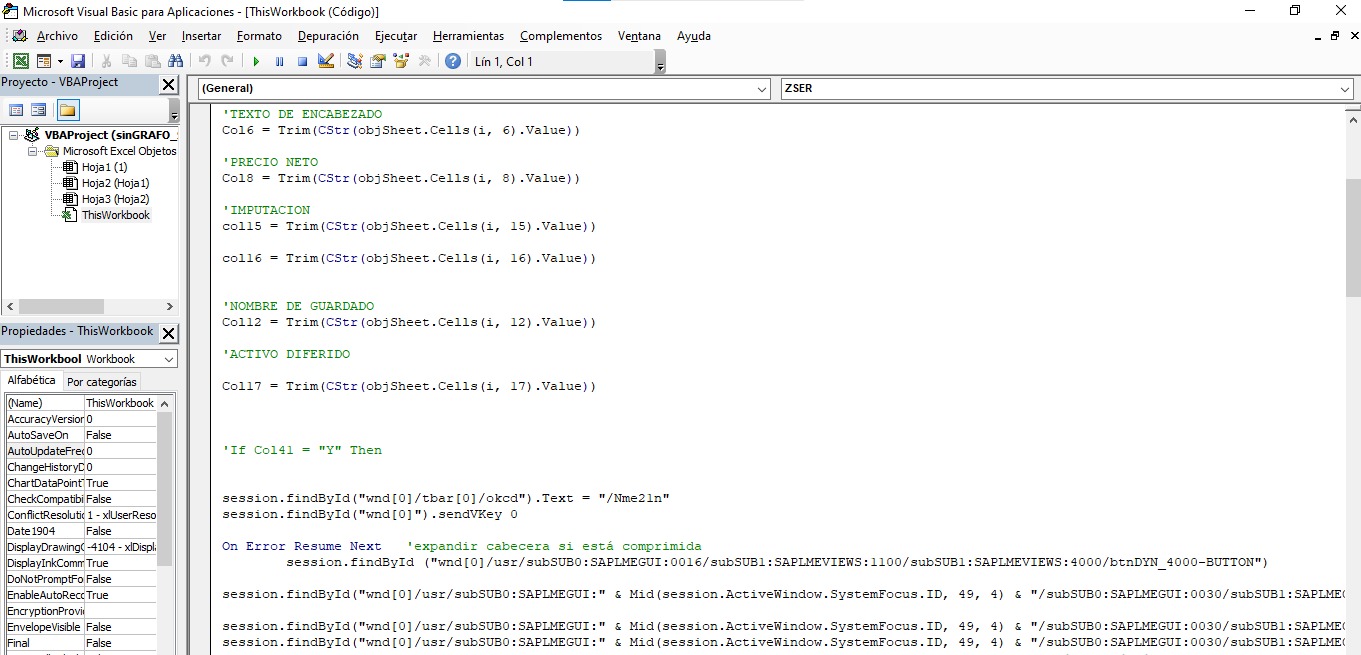 Microsoft Visual Basic para Aplicaciones - [ThisWorkbook (Código)]
Archivo Edición Ver Insertar Formato Depuración Ejecutar Herramientas Complementos Ventana Ayuda
Lín 1, Col 1
Proyecto - VBAProject
VBAProject (sinGRAFO_
Microsoft Excel Objetos
Hoja1 (1)
Hoja2 (Hoja1)
Hoja3 (Hoja2)
ThisWorkbook
Propiedades - ThisWorkbook
ThisWorkbool Workbook
Alfabética Por categorías
(Name) ThisWorkbook
AccuracyVersion 0
AutoSaveOn False
AutoUpdateFrec 0
ChangeHistoryD 0
ChartDataPointT True
CheckCompatibi False
ConflictResolutio 1 - xlUserReso
Date1904 False
DisplayDrawingO -4104 - xlDispl
DisplayInkComm True
DoNotPromptFo False
EnableAutoReco True
EncryptionProvi
EnvelopeVisible False
Final False
(General) ZSER
'TEXTO DE ENCABEZADO
Col6 = Trim(CStr(objSheet.Cells(i, 6).Value))
'PRECIO NETO
Col8 = Trim(CStr(objSheet.Cells(i, 8).Value))
'IMPUTACION
col15 = Trim(CStr(objSheet.Cells(i, 15).Value))
col16 = Trim(CStr(objSheet.Cells(i, 16).Value))
'NOMBRE DE GUARDADO
Col12 = Trim(CStr(objSheet.Cells(i, 12).Value))
'ACTIVO DIFERIDO
Col17 = Trim(CStr(objSheet.Cells(i, 17).Value))
'If Col41 = "Y" Then
session.findById("wnd[0]/tbar[0]/okcd").Text = "/Nme21n"
session.findById("wnd[0]").sendVKey 0
On Error Resume Next 'expandir cabecera si está comprimida
session.findById ("wnd[0]/usr/subSUB0:SAPLMEGUI:0016/subSUB1:SAPLMEVIEWS:1100/subSUB1:SAPLMEVIEWS:4000/btnDYN_4000-BUTTON")
session.findById("wnd[0]/usr/subSUB0:SAPLMEGUI:" & Mid(session.ActiveWindow.SystemFocus.ID, 49, 4) & "/subSUB0:SAPLMEGUI:0030/subSUB1:SAPLMEG
session.findById("wnd[0]/usr/subSUB0:SAPLMEGUI:" & Mid(session.ActiveWindow.SystemFocus.ID, 49, 4) & "/subSUB0:SAPLMEGUI:0030/subSUB1:SAPLMEG
session.findById("wnd[0]/usr/subSUB0:SAPLMEGUI:" & Mid(session.ActiveWindow.SystemFocus.ID, 49, 4) & "/subSUB0:SAPLMEGUI:0030/subSUB1:SAPLMEG